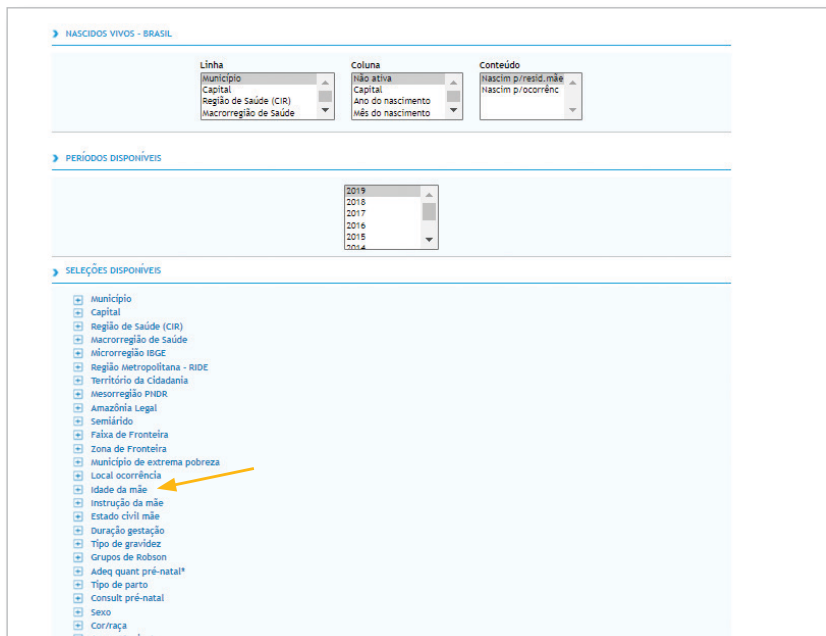 NASCIDOS VIVOS - BRASIL
Linha
Município
Capital
Região de Saúde (CIR)
Macrorregião de Saúde
Coluna
Não ativa
Capital
Ano do nascimento
Mês do nascimento
Conteúdo
Nascim p/resid.mãe
Nascim p/ocorrênc
PERÍODOS DISPONÍVEIS
2019
2018
2017
2016
2015
2014
SELEÇÕES DISPONÍVEIS
Município
Capital
Região de Saúde (CIR)
Macrorregião de Saúde
Microrregião IBGE
Região Metropolitana - RIDE
Território da Cidadania
Mesorregião PNDR
Amazônia Legal
Semiárido
Faixa de Fronteira
Zona de Fronteira
Município de extrema pobreza
Local ocorrência
Idade da mãe
Instrução da mãe
Estado civil mãe
Duração gestação
Tipo de gravidez
Grupos de Robson
Adeq quant pré-natal*
Tipo de parto
Consult pré-natal
Sexo
Cor/raça